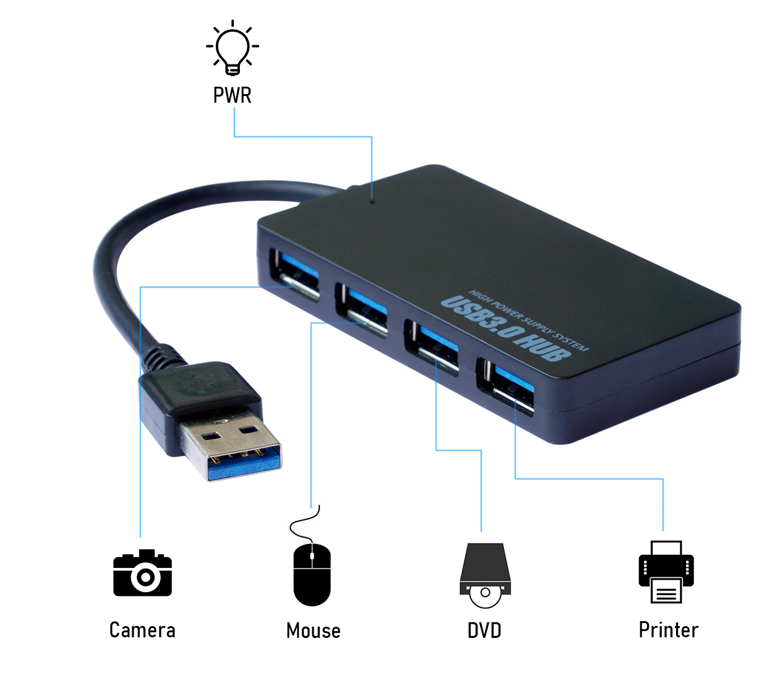 PWR
HIGH POWER SUPPLY SYSTEM
USB3.0 HUB
Camera
Mouse
DVD
Printer